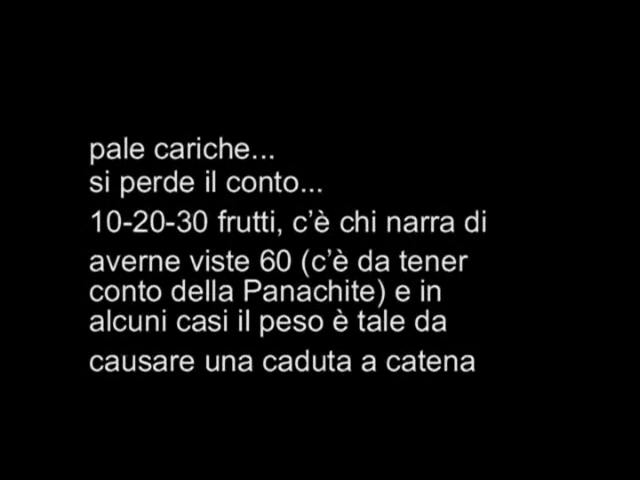 pale cariche...
si perde il conto...
10-20-30 frutti, c’è chi narra di
averne viste 60 (c’è da tener
conto della Panachite) e in
alcuni casi il peso è tale da
causare una caduta a catena